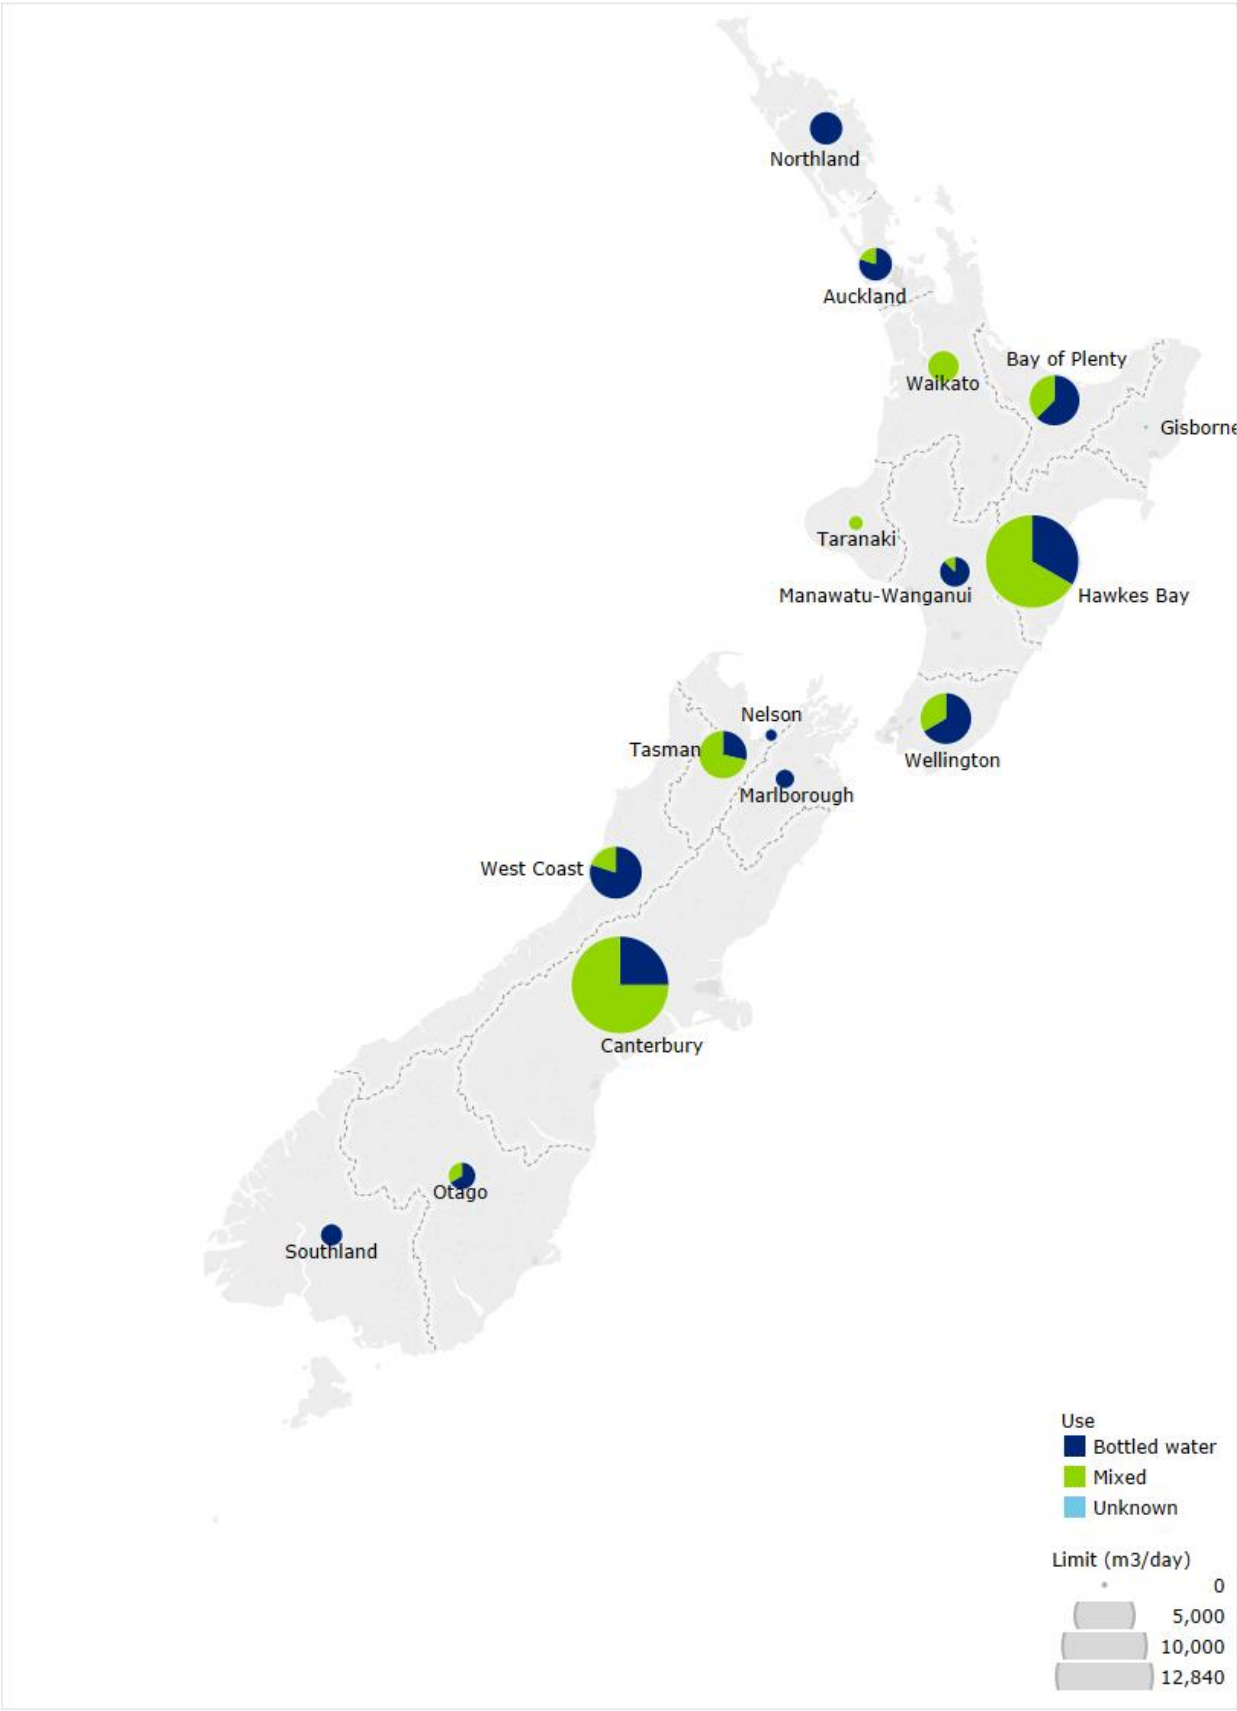 Northland
Auckland
Bay of Plenty
Waikato
Gisborne
Taranaki
Manawatu-Wanganui
Hawkes Bay
Nelson
Tasman
Wellington
Marlborough
West Coast
Canterbury
Otago
Southland
Use
Bottled water
Mixed
Unknown
Limit (m3/day)
0
5,000
10,000
12,840